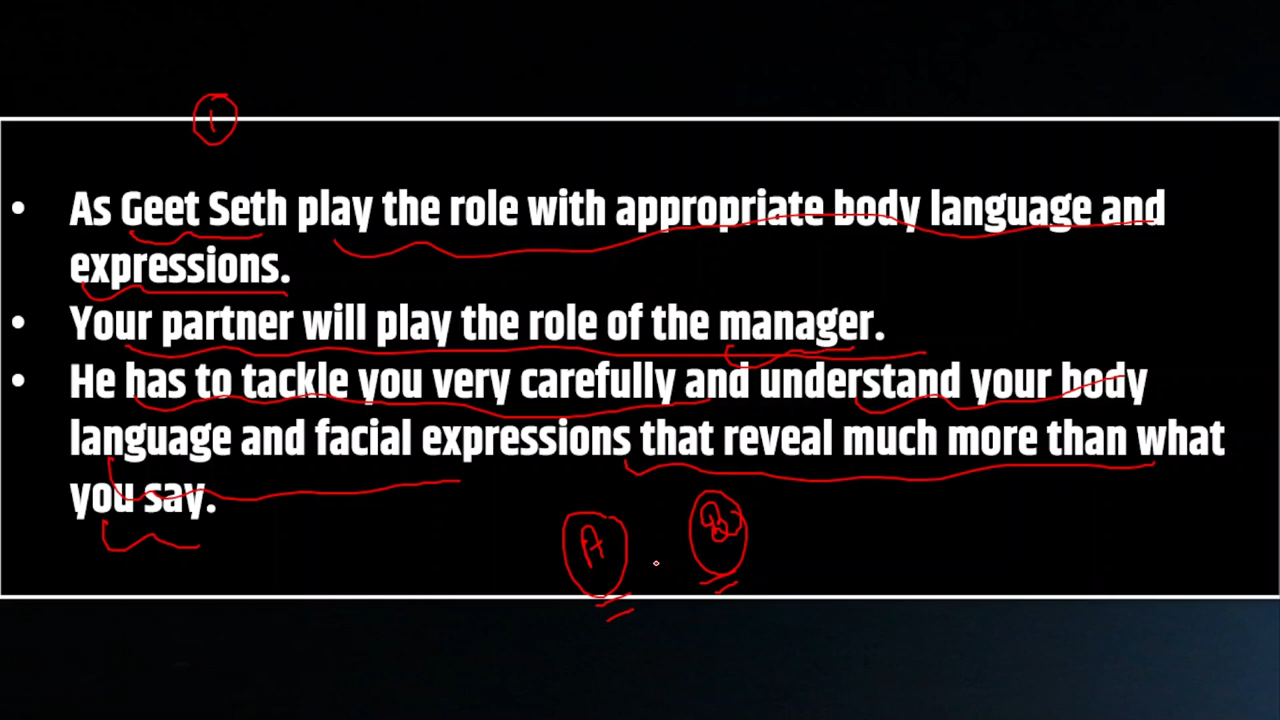 1
• As Geet Seth play the role with appropriate body language and
expressions.
• Your partner will play the role of the manager.
• He has to tackle you very carefully and understand your body
language and facial expressions that reveal much more than what
you say.
A B